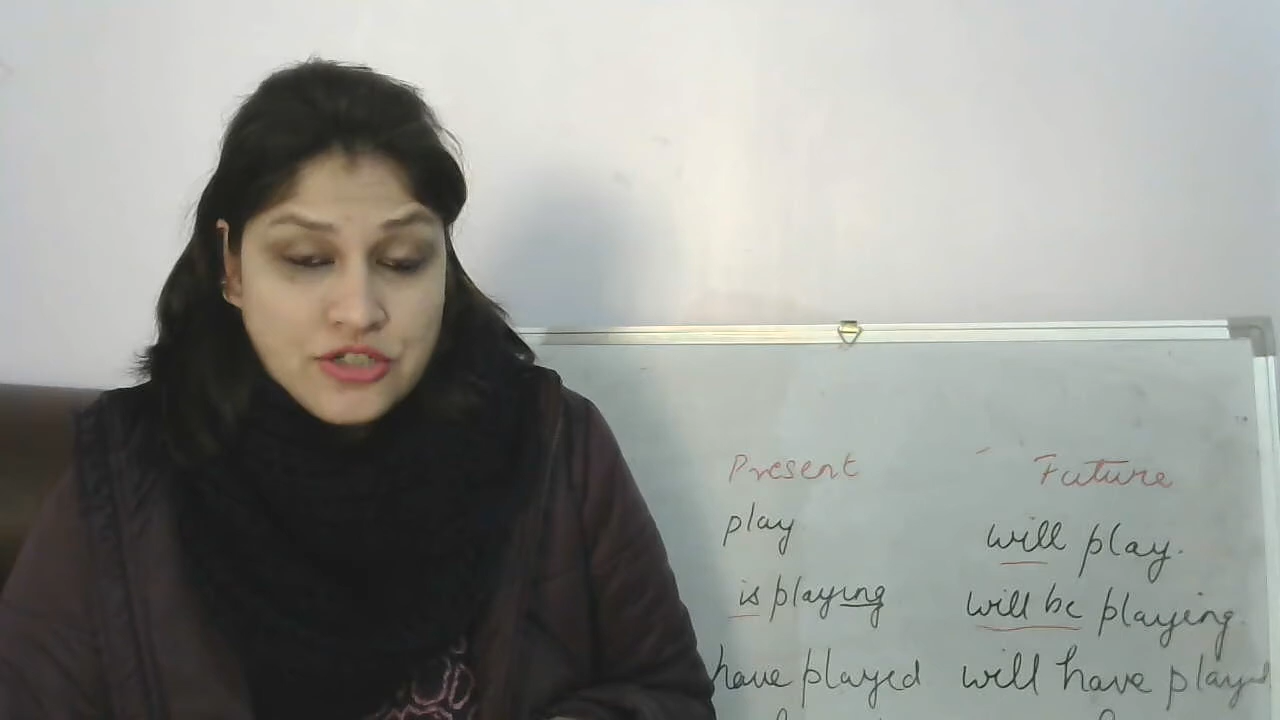 Present Future
play will play.
is playing will be playing
have played will have played